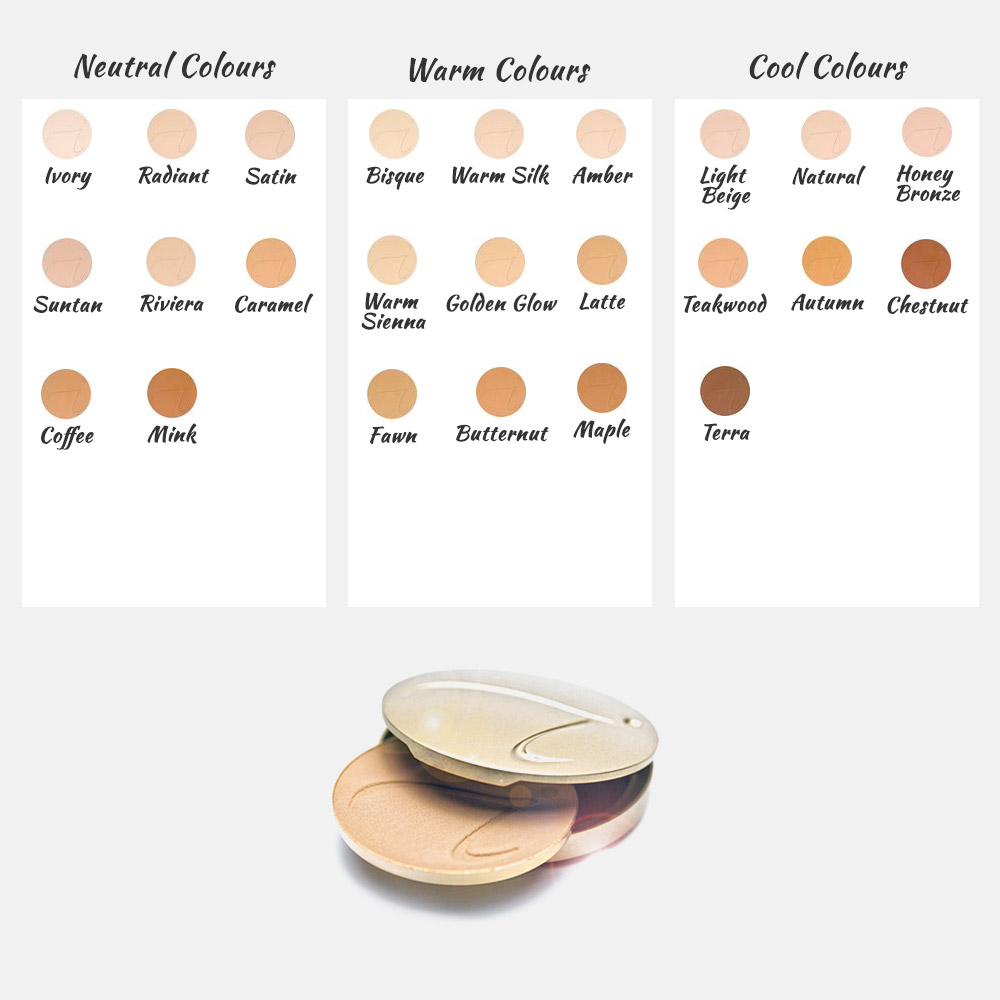 Neutral Colours
Ivory
Radiant
Satin
Suntan
Riviera
Caramel
Coffee
Mink
Warm Colours
Bisque
Warm Silk
Amber
Warm
Sienna
Golden Glow
Latte
Fawn
Butternut
Maple
Cool Colours
Light
Beige
Natural
Honey
Bronze
Teakwood
Autumn
Chestnut
Terra